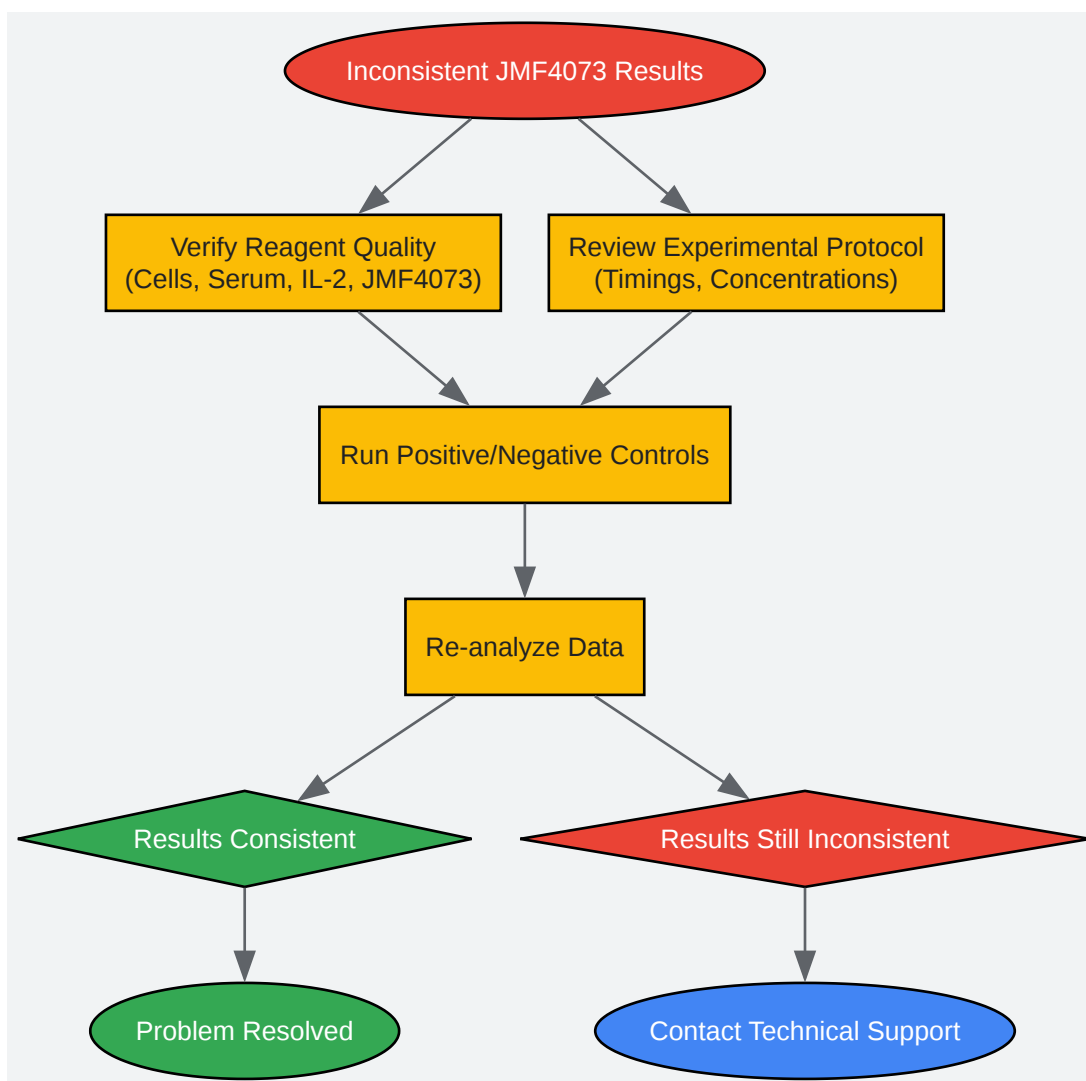 Inconsistent JMF4073 Results
Verify Reagent Quality
(Cells, Serum, IL-2, JMF4073)
Review Experimental Protocol
(Timings, Concentrations)
Run Positive/Negative Controls
Re-analyze Data
Results Consistent
Results Still Inconsistent
Problem Resolved
Contact Technical Support